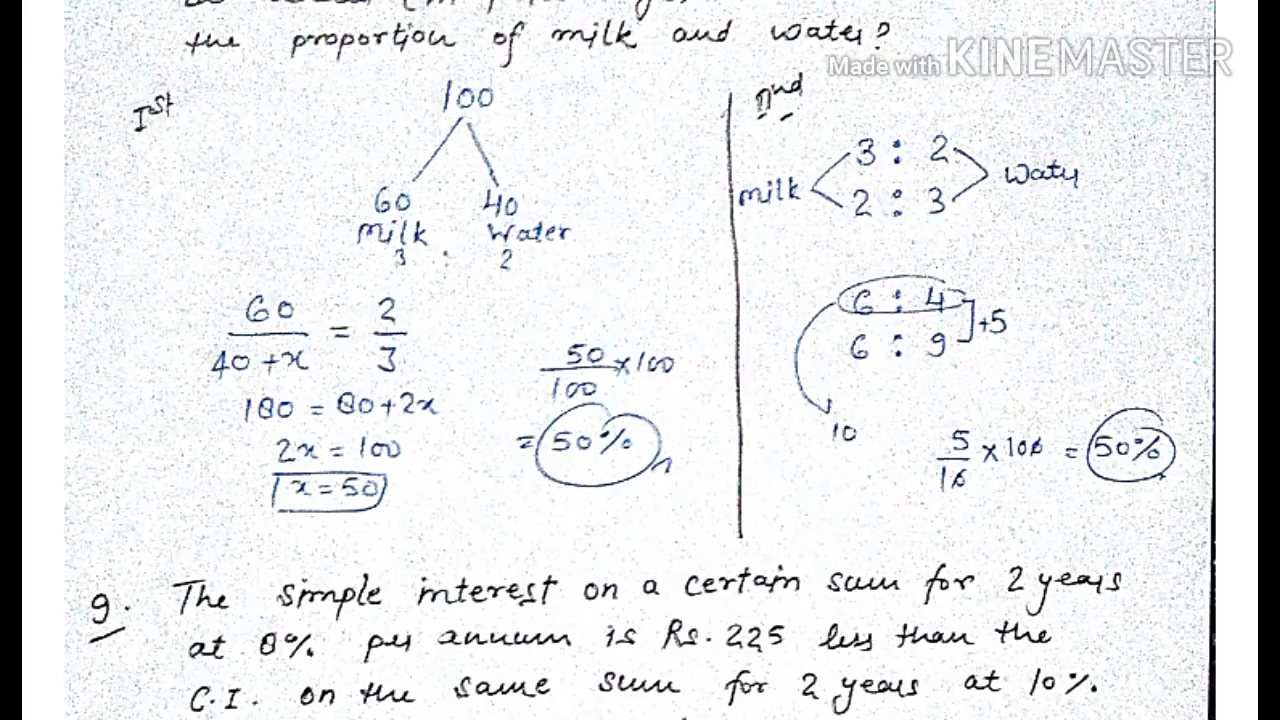 the proportion of milk and water?
Made with KINEMASTER
Ist
100
60 40
milk water
3 2
60/40+x = 2/3
180 = 80+2x
2x = 100
x = 50
50/100 × 100
= 50%
IInd
3 : 2
milk water
2 : 3
6 : 4
+5
6 : 9
10
5/10 × 100 = 50%
9. The simple interest on a certain sum for 2 years
at 8% per annum is Rs. 225 less than the
C.I. on the same sum for 2 years at 10%.